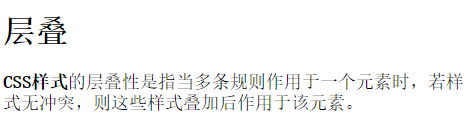 层叠
CSS样式的层叠性是指当多条规则作用于一个元素时，若样
式无冲突，则这些样式叠加后作用于该元素。